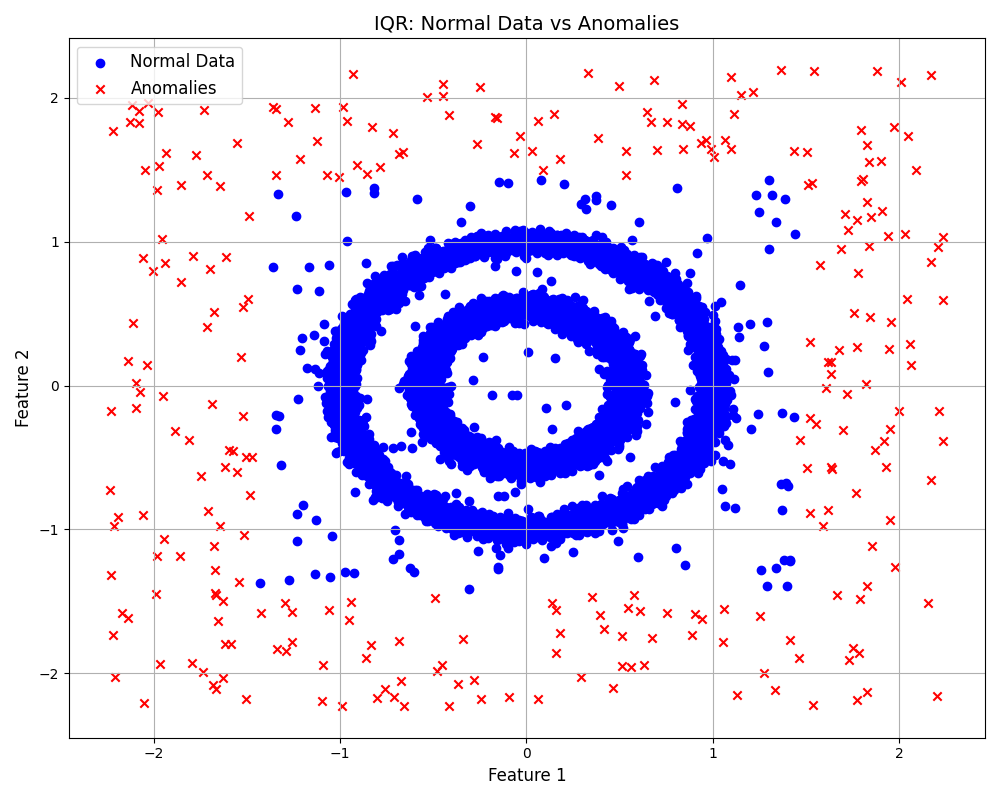 IQR: Normal Data vs Anomalies
Normal Data
Anomalies
Feature 2
2
1
0
−1
−2
−2
−1
0
1
2
Feature 1